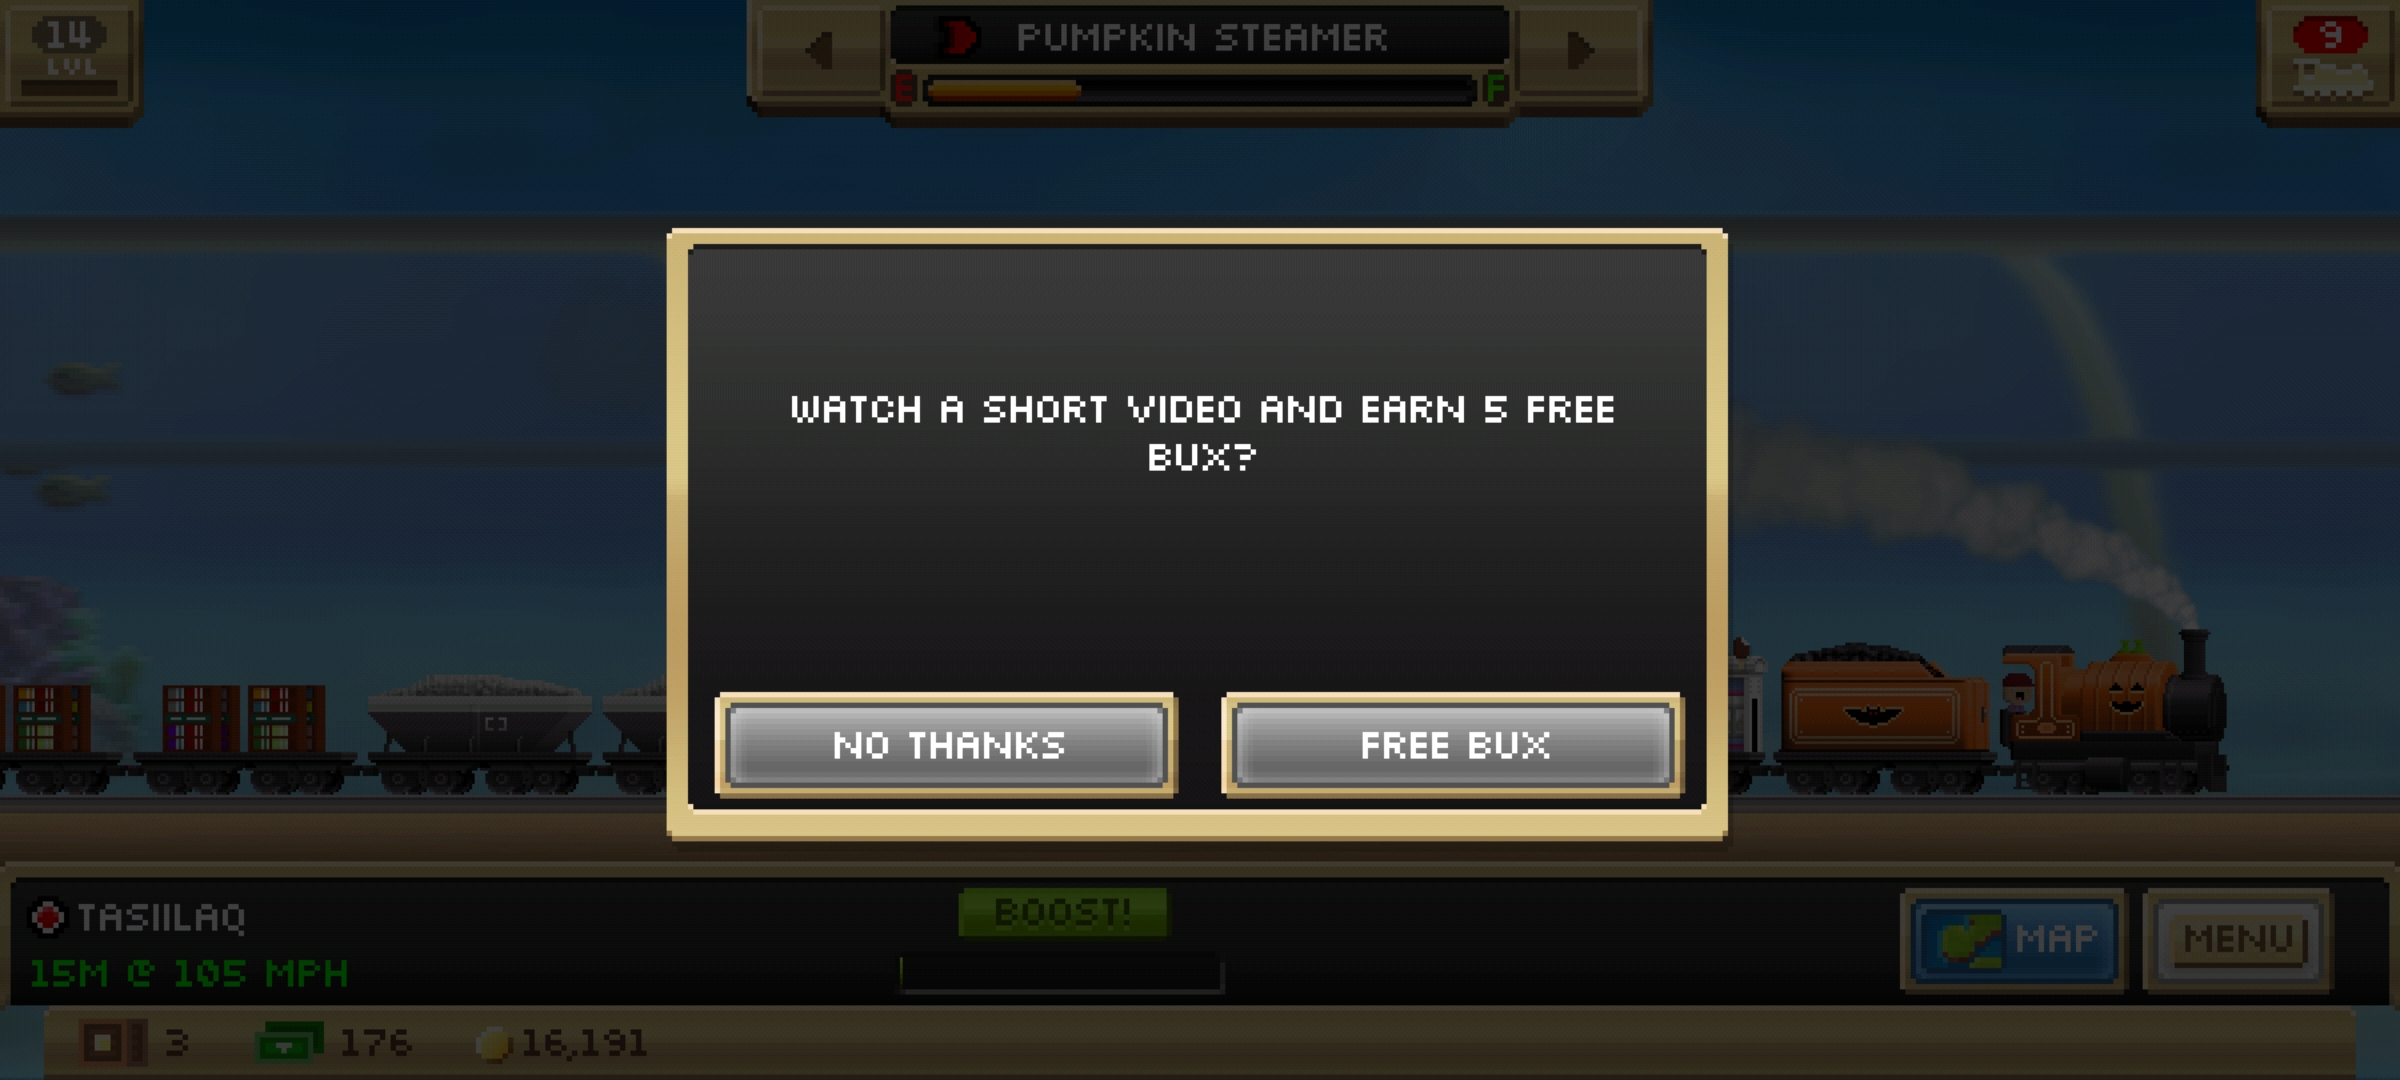 14
LVL
PUMPKIN STEAMER
E F
9
WATCH A SHORT VIDEO AND EARN 5 FREE
BUX?
NO THANKS
FREE BUX
TASIILAQ
15M @ 105 MPH
BOOST!
MAP
MENU
3
176
16,191